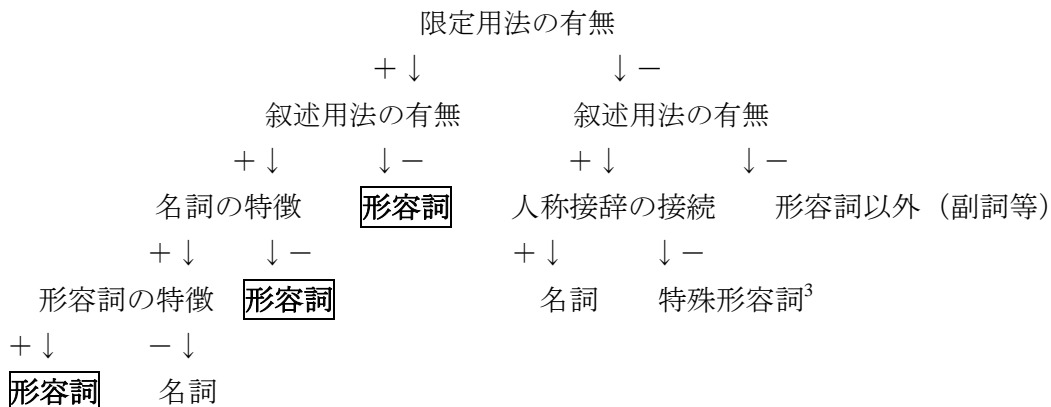 限定用法の有無
＋↓ ↓－
叙述用法の有無 叙述用法の有無
＋↓ ↓－ ＋↓ ↓－
名詞の特徴 形容詞 人称接辞の接続 形容詞以外（副詞等）
＋↓ ↓－ ＋↓ ↓－
形容詞の特徴 形容詞 名詞 特殊形容詞3
＋↓ －↓
形容詞 名詞